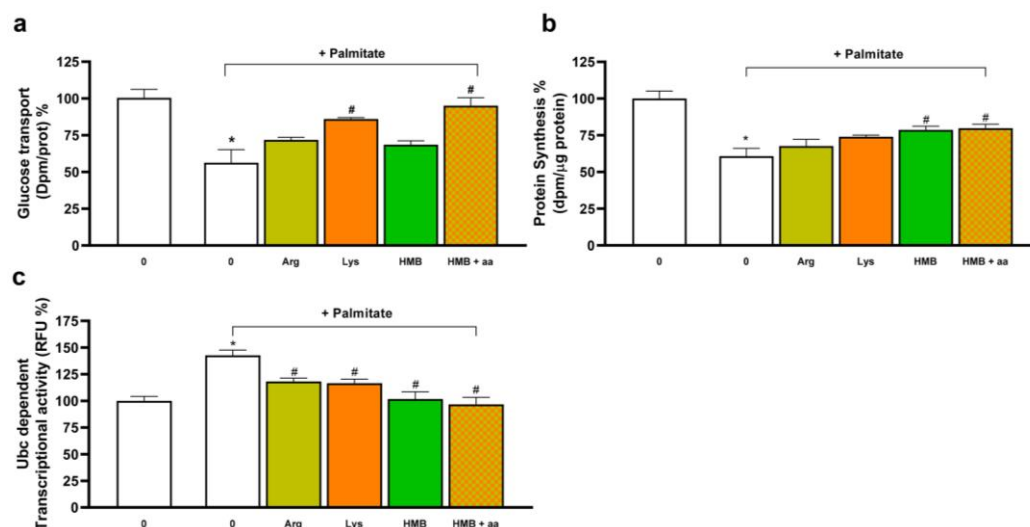 a
+ Palmitate
Glucose transport
(Dpm/prot) %
125
100
75
50
25
0
*
#
#
0
0
Arg
Lys
HMB
HMB + aa
b
+ Palmitate
Protein Synthesis %
(dpm/µg protein)
125
100
75
50
25
0
*
#
#
0
0
Arg
Lys
HMB
HMB + aa
c
+ Palmitate
Ubc dependent
Transcriptional activity (RFU %)
175
150
125
100
75
50
25
0
*
#
#
#
#
0
0
Arg
Lys
HMB
HMB + aa